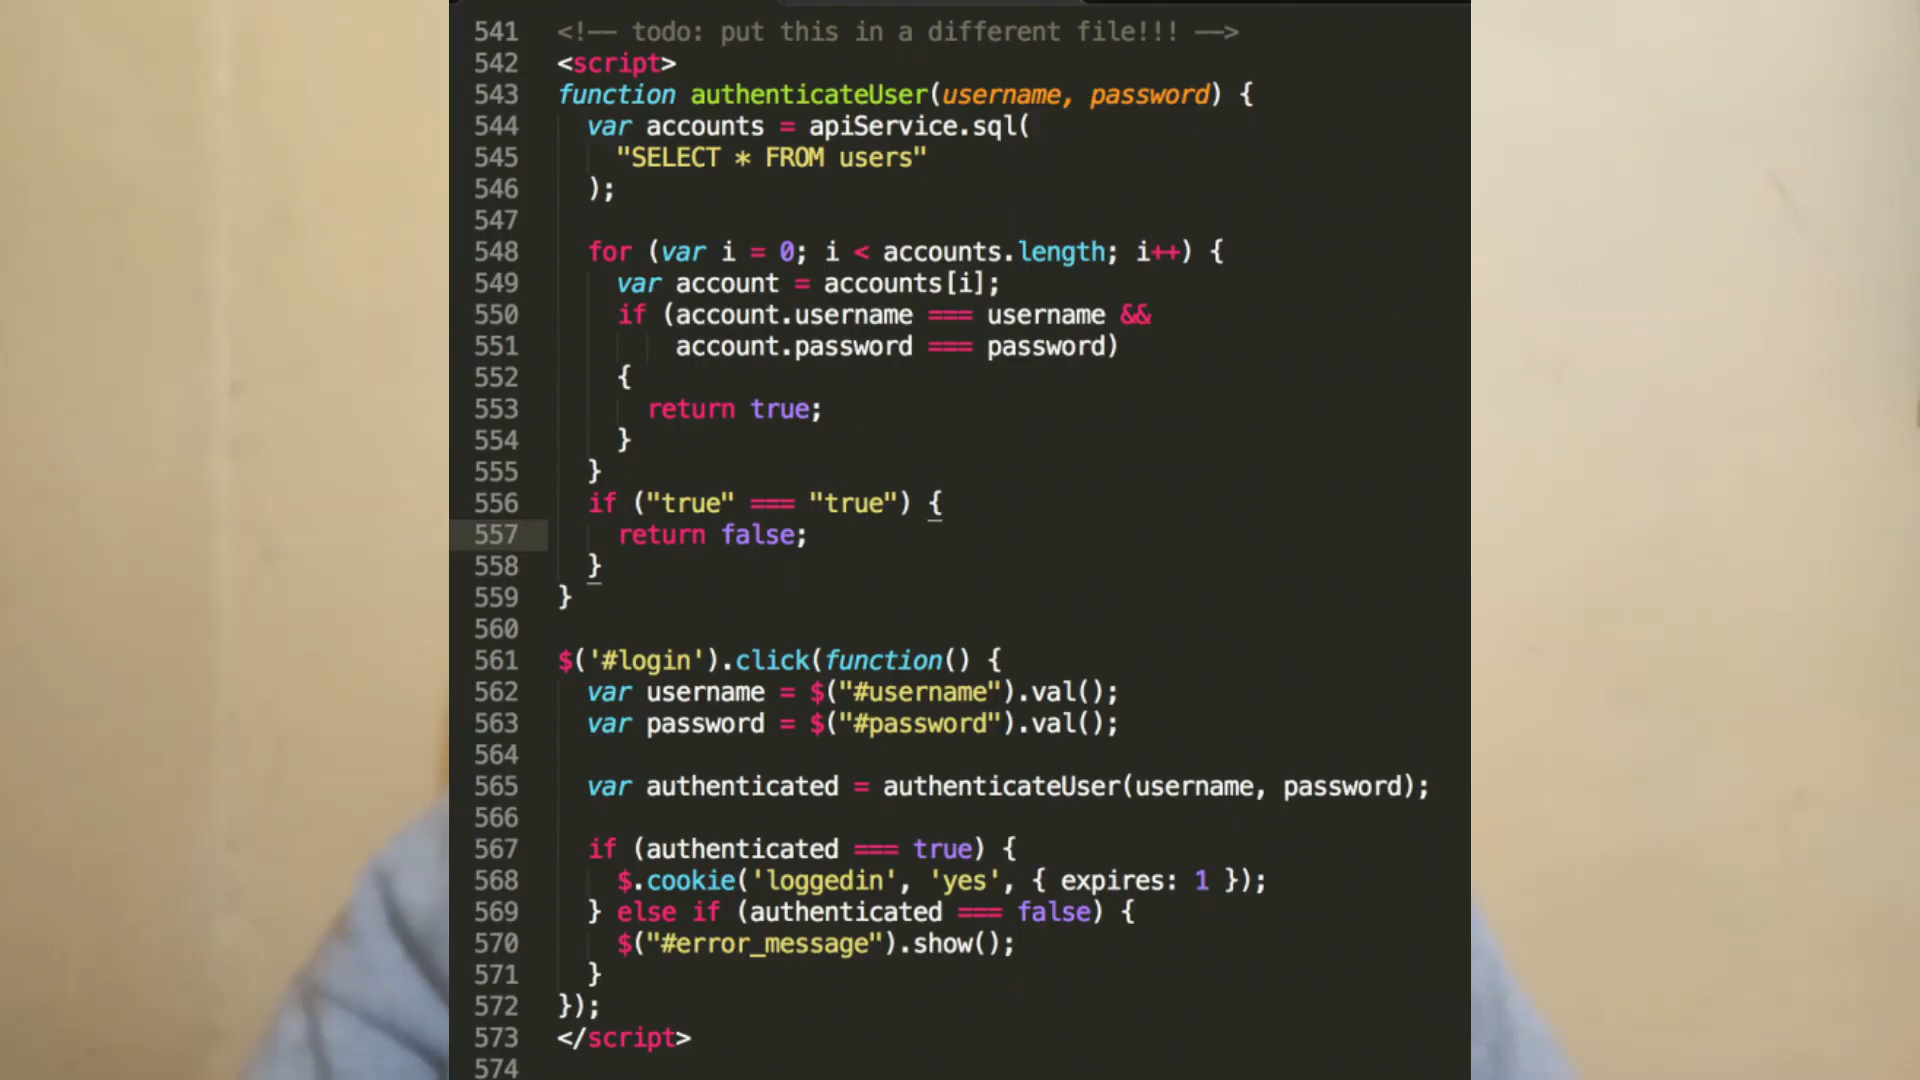 541 <!-- todo: put this in a different file!!! -->
542 <script>
543 function authenticateUser(username, password) {
544   var accounts = apiService.sql(
545     "SELECT * FROM users"
546   );
547
548   for (var i = 0; i < accounts.length; i++) {
549     var account = accounts[i];
550     if (account.username === username &&
551         account.password === password)
552     {
553       return true;
554     }
555   }
556   if ("true" === "true") {
557     return false;
558   }
559 }
560
561 $('#login').click(function() {
562   var username = $("#username").val();
563   var password = $("#password").val();
564
565   var authenticated = authenticateUser(username, password);
566
567   if (authenticated === true) {
568     $.cookie('loggedin', 'yes', { expires: 1 });
569   } else if (authenticated === false) {
570     $("#error_message").show();
571   }
572 });
573 </script>
574